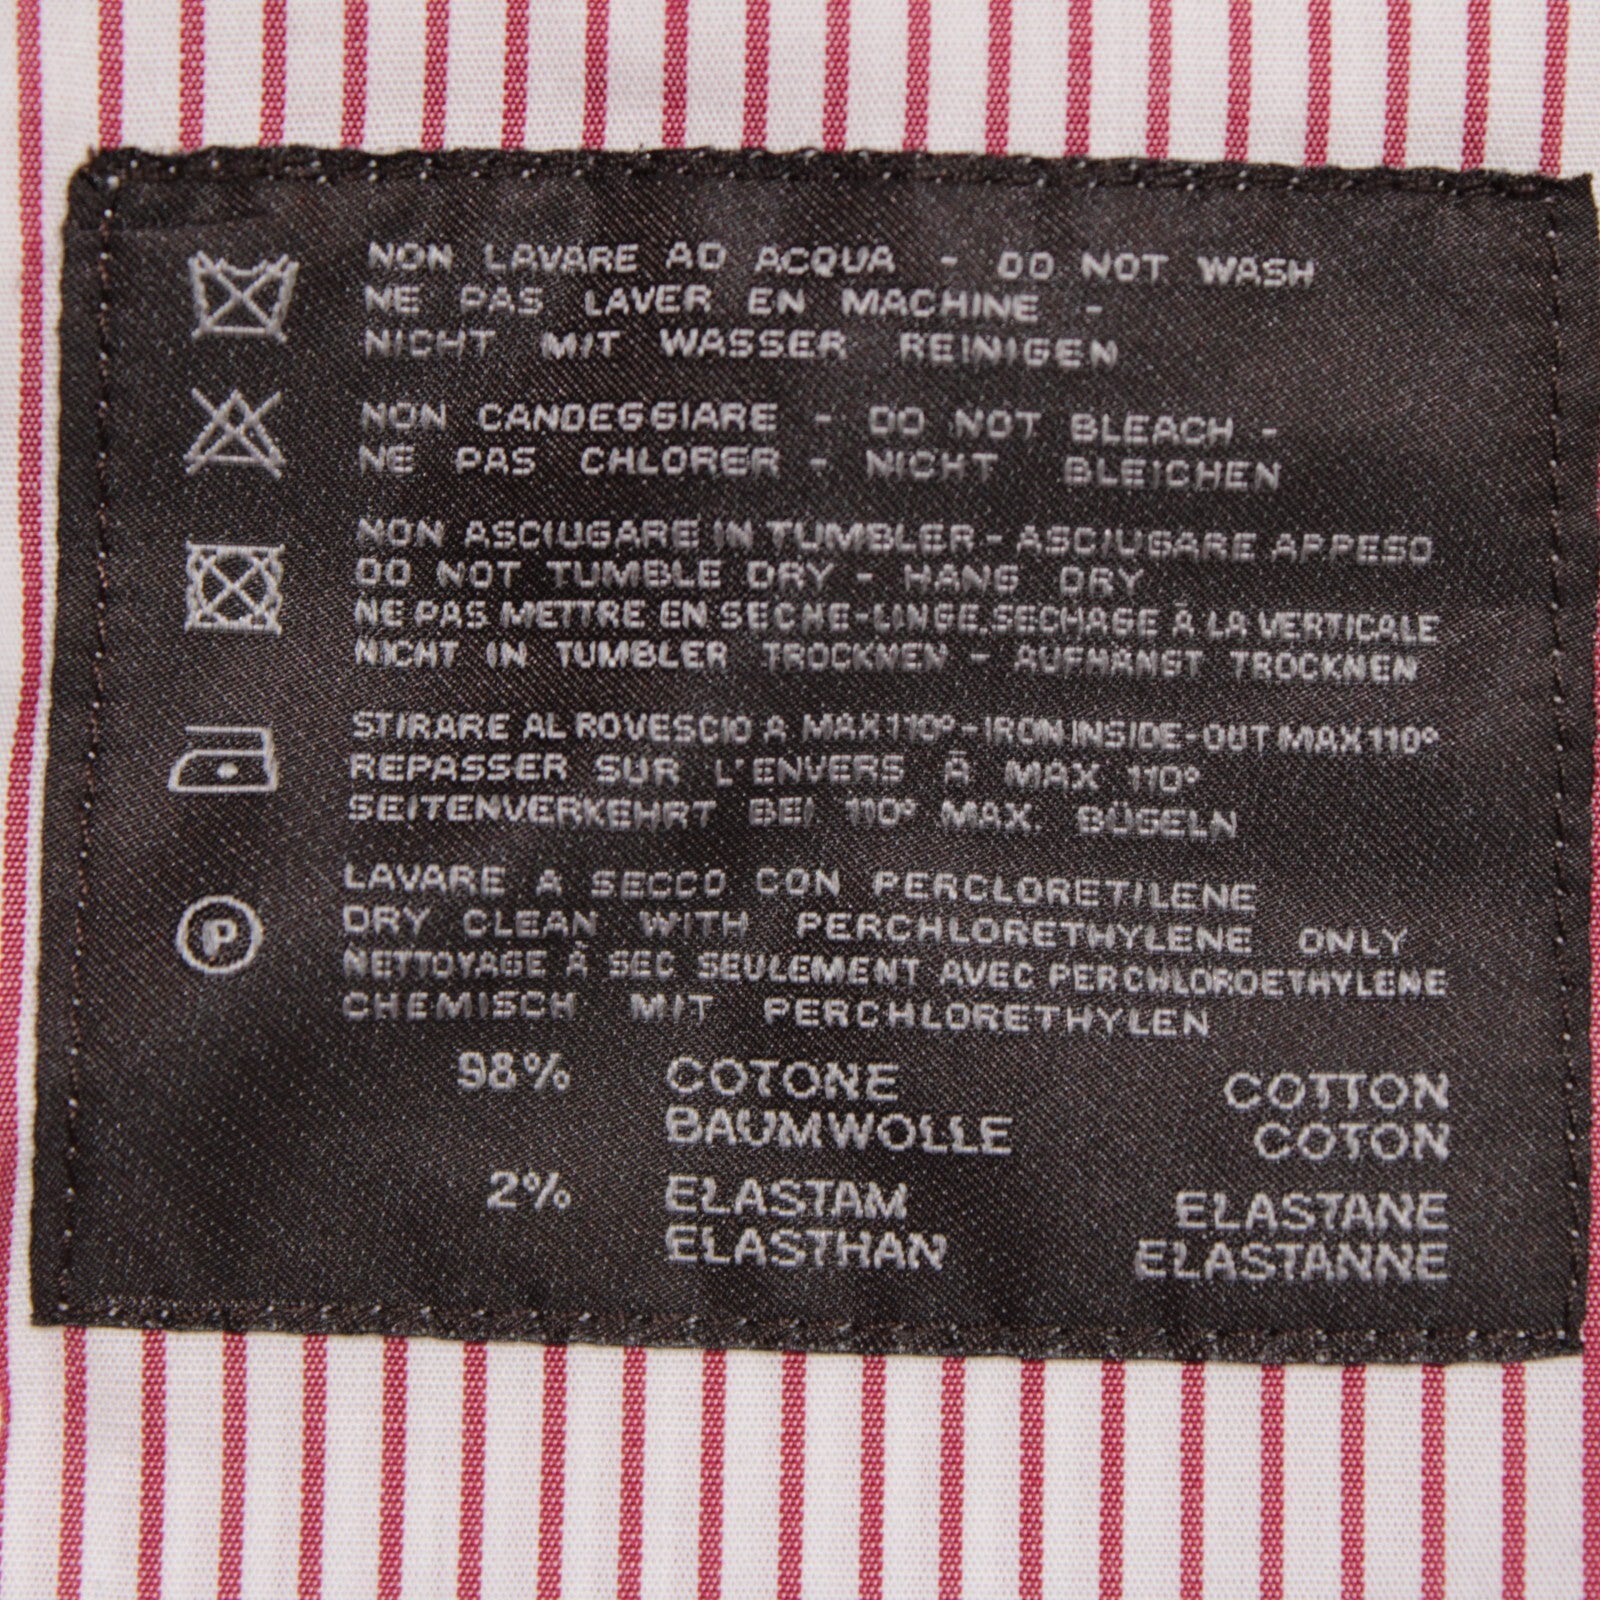 NON LAVARE AD ACQUA - DO NOT WASH
NE PAS LAVER EN MACHINE -
NICHT MIT WASSER REINIGEN
NON CANDEGGIARE - DO NOT BLEACH -
NE PAS CHLORER - NICHT BLEICHEN
NON ASCIUGARE IN TUMBLER - ASCIUGARE APPESO
DO NOT TUMBLE DRY - HANG DRY
NE PAS METTRE EN SECHE-LINGE.SECHAGE À LA VERTICALE
NICHT IN TUMBLER TROCKNEN - AUFHÄNGT TROCKNEN
STIRARE AL ROVESCIO A MAX 110° - IRON INSIDE-OUT MAX 110°
REPASSER SUR L'ENVERS À MAX 110°
SEITENVERKEHRT BEI 110° MAX. BÜGELN
P
LAVARE A SECCO CON PERCLORETILENE
DRY CLEAN WITH PERCHLORETHYLENE ONLY
NETTOYAGE À SEC SEULEMENT AVEC PERCHLOROETHYLENE
CHEMISCH MIT PERCHLORETHYLEN
98% COTONE COTTON
BAUMWOLLE COTON
2% ELASTAM ELASTANE
ELASTHAN ELASTANNE